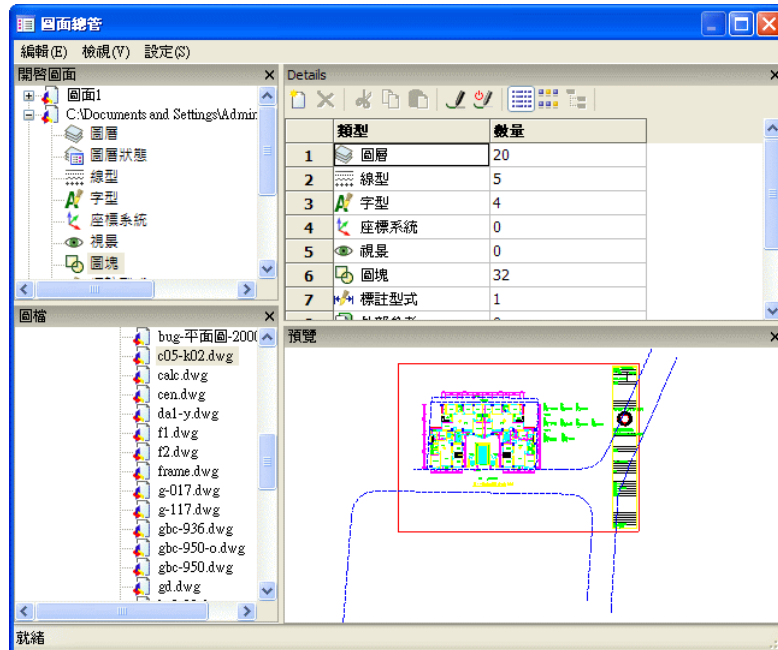 圖面總管
編輯(E) 檢視(V) 設定(S)
開啓圖面
圖面1
C:\Documents and Settings\Admir
圖層
圖層狀態
線型
字型
座標系統
視景
圖塊
Details
類型 數量
1 圖層 20
2 線型 5
3 字型 4
4 座標系統 0
5 視景 0
6 圖塊 32
7 標註型式 1
圖檔
bug-平面圖-200
c05-k02.dwg
calc.dwg
cen.dwg
da1-y.dwg
f1.dwg
f2.dwg
frame.dwg
g-017.dwg
g-117.dwg
gbc-936.dwg
gbc-950-o.dwg
gbc-950.dwg
gd.dwg
預覽
就緒